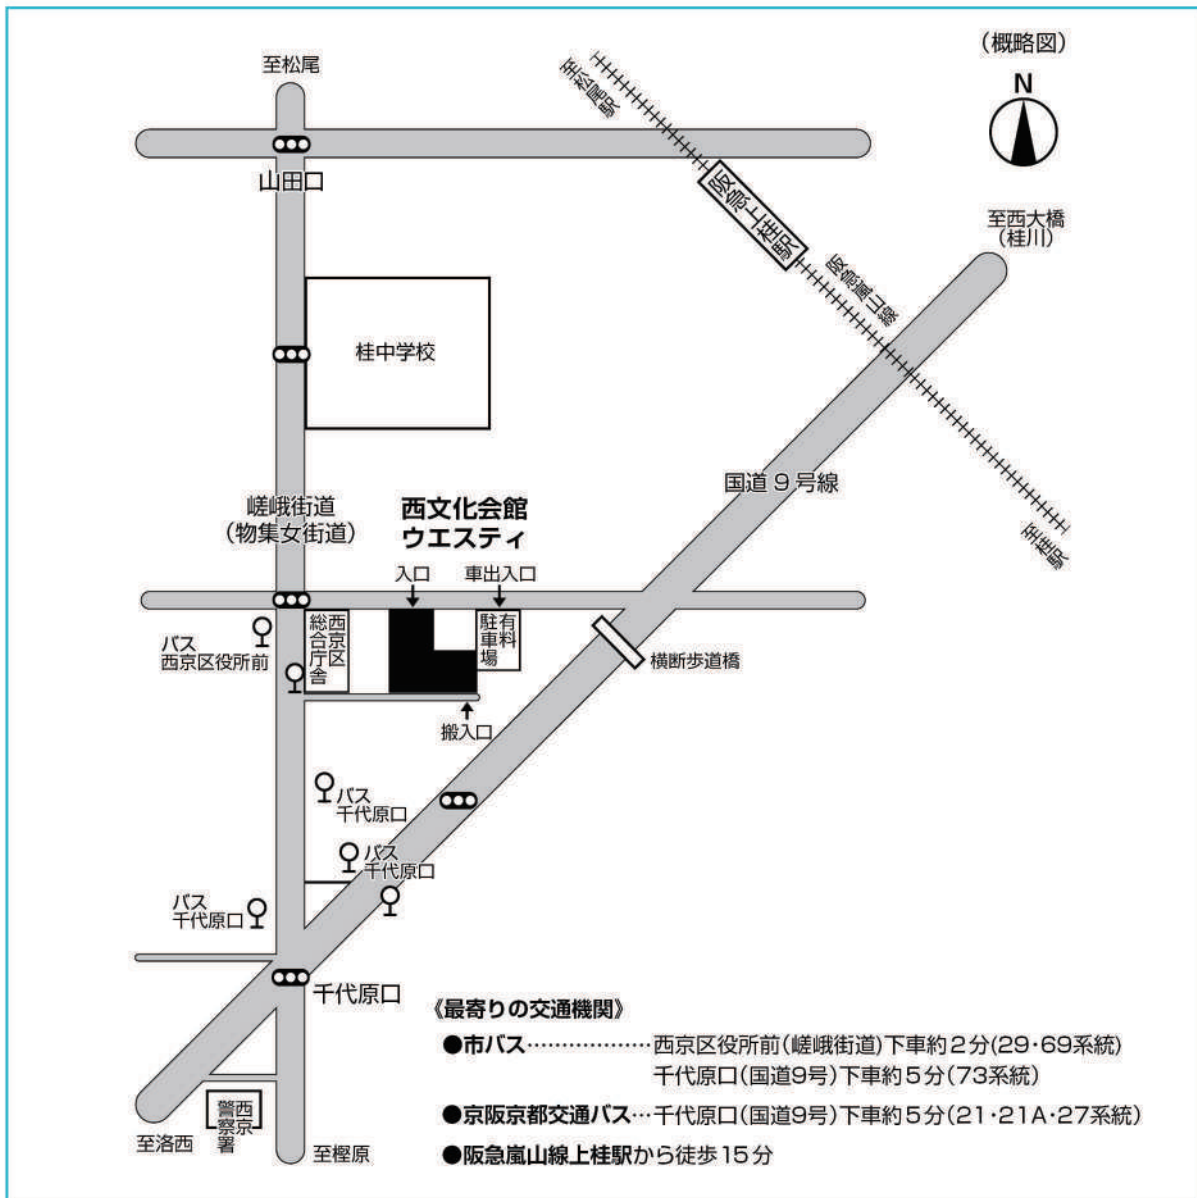 （概略図）
N
至松尾
至松尾駅
山田口
阪急上桂駅
至西大橋
（桂川）
阪急嵐山線
桂中学校
国道９号線
嵯峨街道
（物集女街道）
西文化会館
ウエスティ
至桂駅
入口
車出入口
バス
西京区役所前
西京区
総合庁舎
有料
駐車場
横断歩道橋
搬入口
バス
千代原口
バス
千代原口
バス
千代原口
千代原口
西京
警察署
至洛西
至樫原
《最寄りの交通機関》
●市バス………………西京区役所前(嵯峨街道)下車約２分(29・69系統)
千代原口(国道9号)下車約５分(73系統)
●京阪京都交通バス…千代原口(国道9号)下車約５分(21・21A・27系統)
●阪急嵐山線上桂駅から徒歩15分